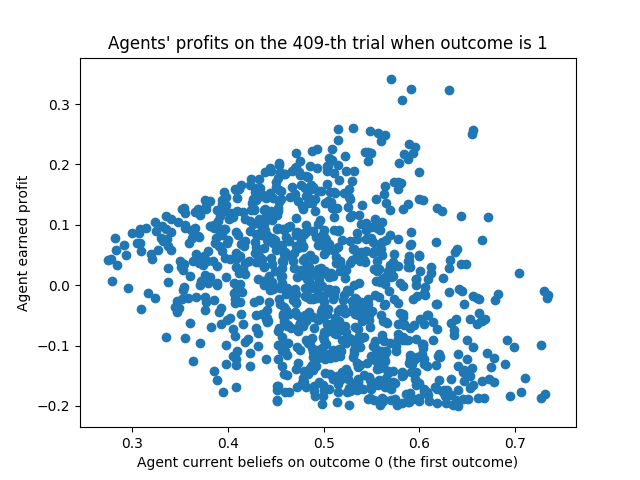 Agents' profits on the 409-th trial when outcome is 1
Agent earned profit
0.3
0.2
0.1
0.0
−0.1
−0.2
0.3 0.4 0.5 0.6 0.7
Agent current beliefs on outcome 0 (the first outcome)